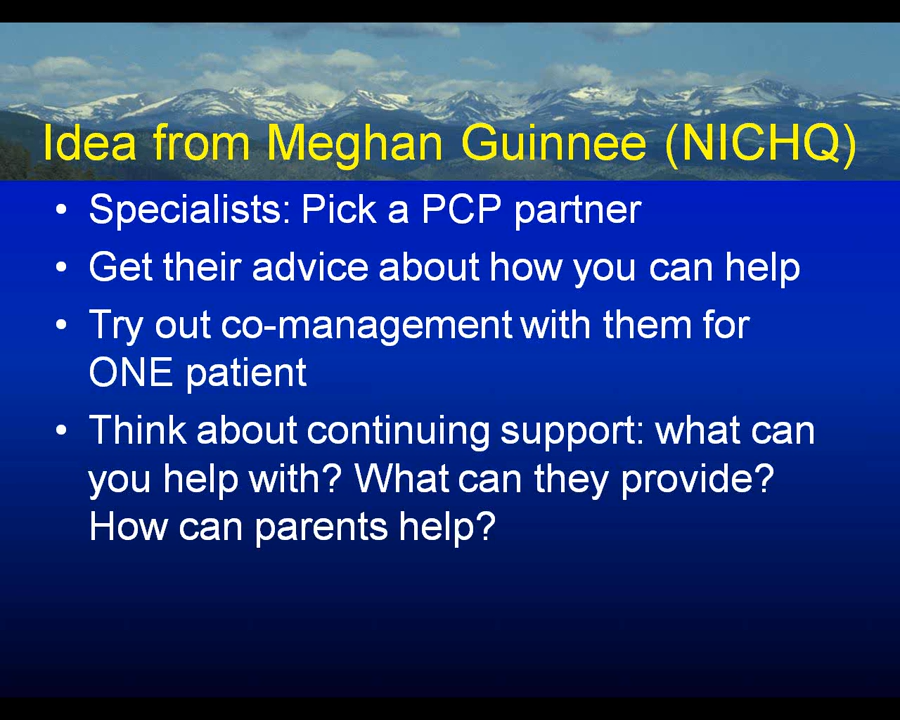 Idea from Meghan Guinnee (NICHQ)
• Specialists: Pick a PCP partner
• Get their advice about how you can help
• Try out co-management with them for
ONE patient
• Think about continuing support: what can
you help with? What can they provide?
How can parents help?